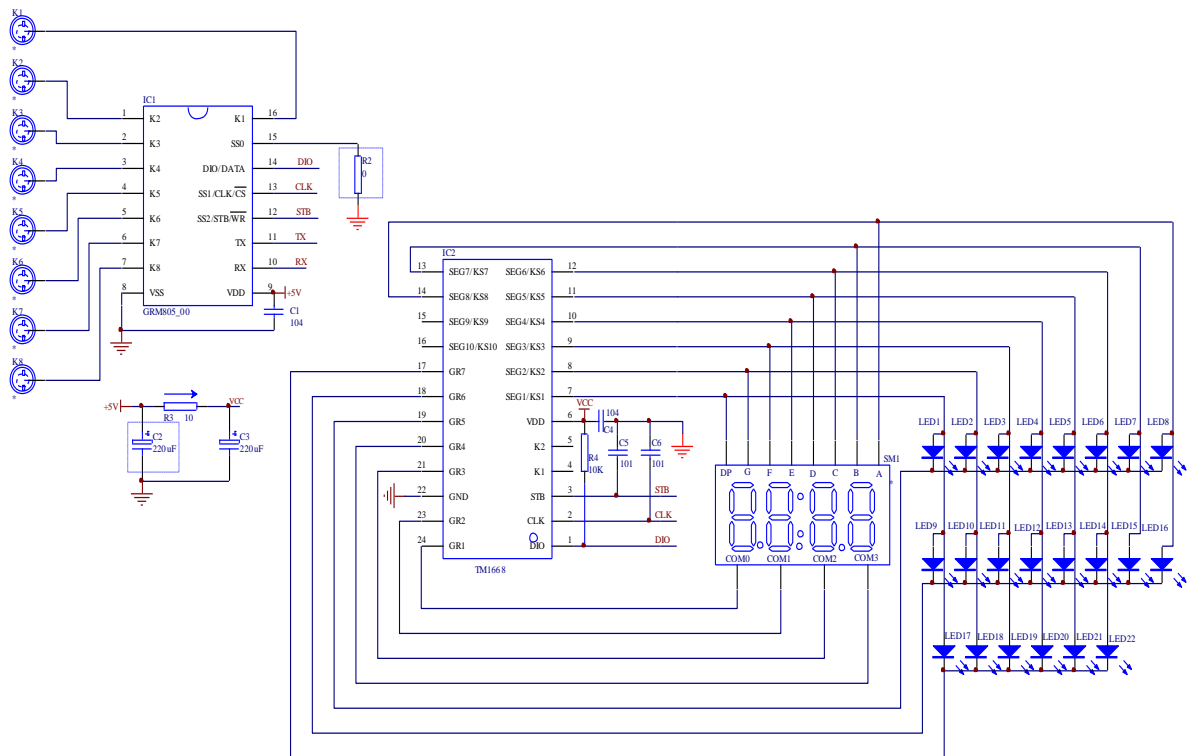 K1
*
K2
*
K3
*
K4
*
K5
*
K6
*
K7
*
K8
*
IC1
1 K2 K1 16
2 K3 SS0 15
3 K4 DIO/DATA 14 DIO
4 K5 SS1/CLK/CS 13 CLK
5 K6 SS2/STB/WR 12 STB
6 K7 TX 11 TX
7 K8 RX 10 RX
8 VSS VDD 9 +5V
GRM805_00
C1
104
R2
0
+5V R3 10 VCC
C2
220uF
C3
220uF
IC2
13 SEG7/KS7 SEG6/KS6 12
14 SEG8/KS8 SEG5/KS5 11
15 SEG9/KS9 SEG4/KS4 10
16 SEG10/KS10 SEG3/KS3 9
17 GR7 SEG2/KS2 8
18 GR6 SEG1/KS1 7
19 GR5 VDD 6
20 GR4 K2 5
21 GR3 K1 4
22 GND STB 3 STB
23 GR2 CLK 2 CLK
24 GR1 DIO 1 DIO
TM1668
VCC
104
C4
R4
10K
C5
101
C6
101
SM1
*
DP G F E D C B A
COM0 COM1 COM2 COM3
LED1 LED2 LED3 LED4 LED5 LED6 LED7 LED8
LED9 LED10 LED11 LED12 LED13 LED14 LED15 LED16
LED17 LED18 LED19 LED20 LED21 LED22